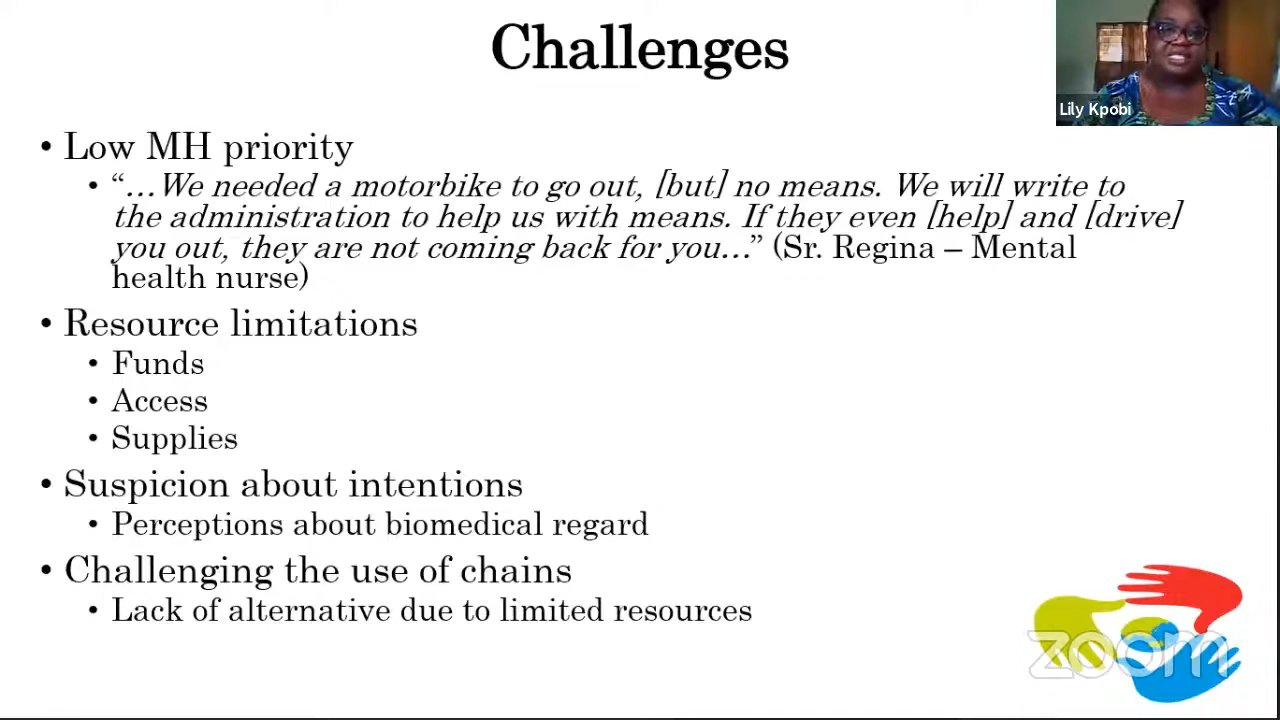 Challenges
Lily Kpobi
• Low MH priority
• “…We needed a motorbike to go out, [but] no means. We will write to
the administration to help us with means. If they even [help] and [drive]
you out, they are not coming back for you…” (Sr. Regina – Mental
health nurse)
• Resource limitations
• Funds
• Access
• Supplies
• Suspicion about intentions
• Perceptions about biomedical regard
• Challenging the use of chains
• Lack of alternative due to limited resources
zoom